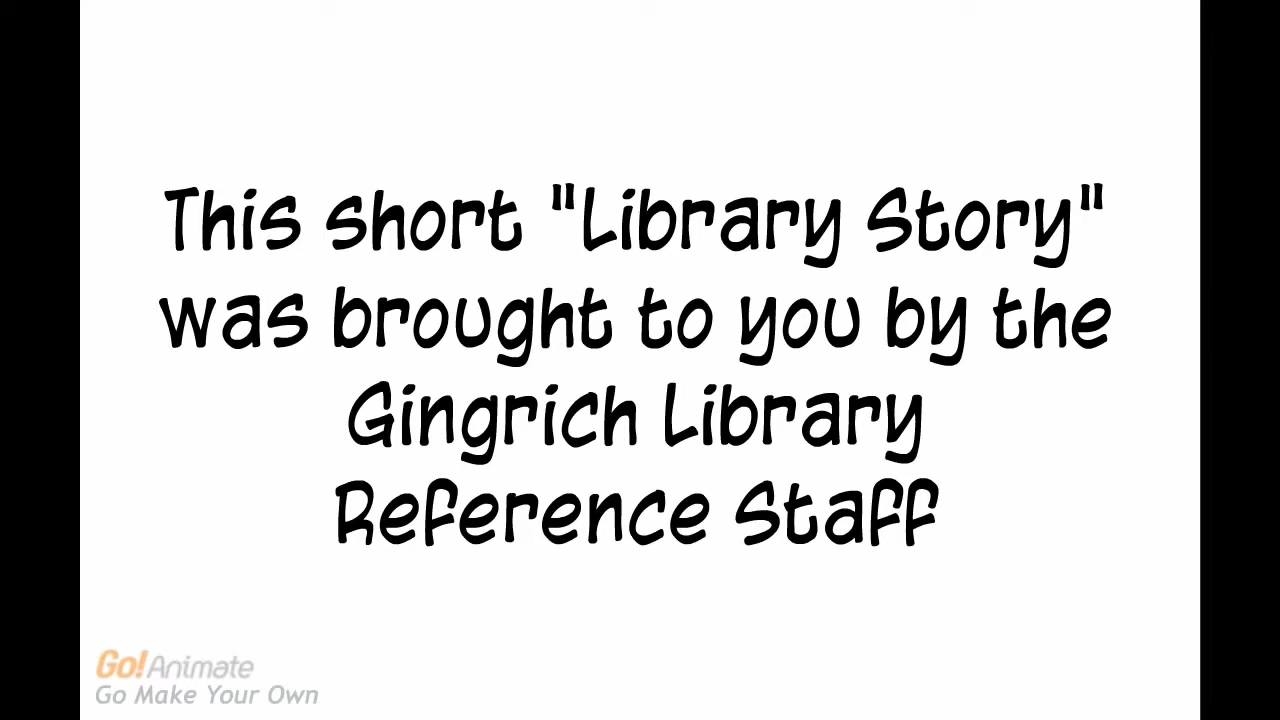 This short "Library Story"
was brought to you by the
Gingrich Library
Reference Staff
Go!Animate
Go Make Your Own